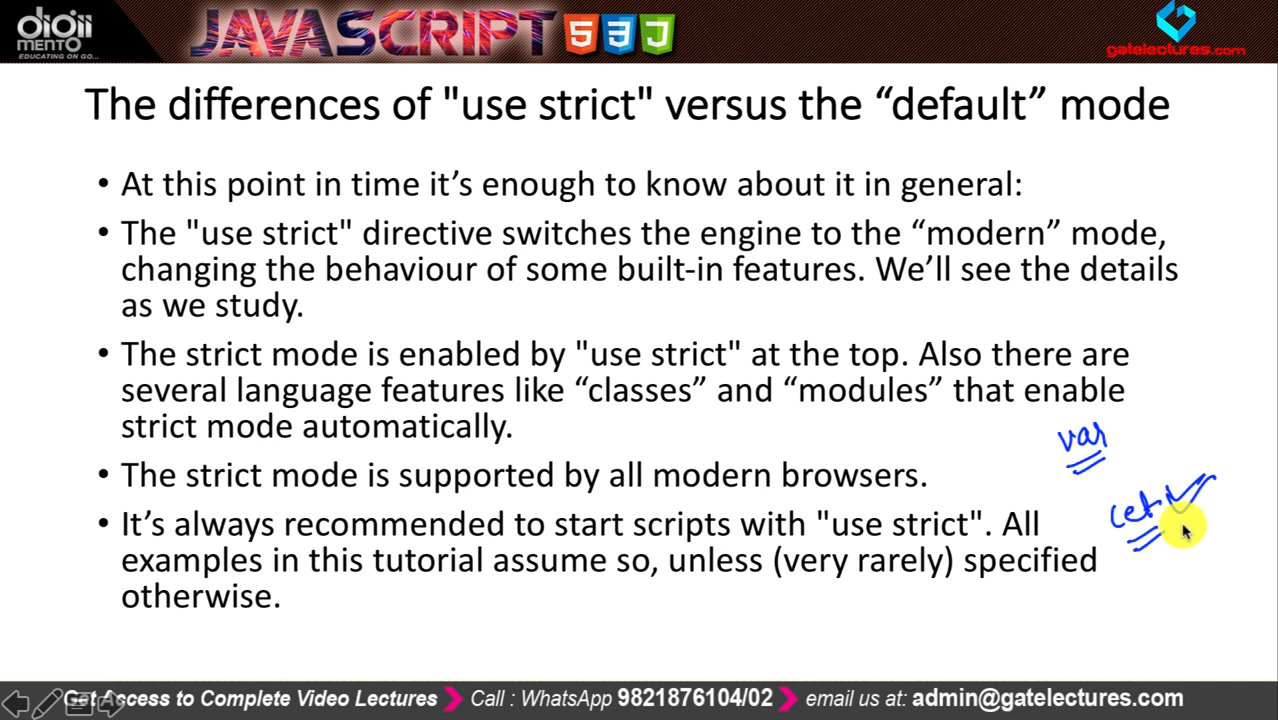 digii
MENTO
EDUCATING ON GO...
JAVASCRIPT 5 3 J
gatelectures.com
The differences of "use strict" versus the “default” mode
• At this point in time it’s enough to know about it in general:
• The "use strict" directive switches the engine to the “modern” mode,
changing the behaviour of some built-in features. We’ll see the details
as we study.
• The strict mode is enabled by "use strict" at the top. Also there are
several language features like “classes” and “modules” that enable
strict mode automatically.
var
• The strict mode is supported by all modern browsers.
let
• It’s always recommended to start scripts with "use strict". All
examples in this tutorial assume so, unless (very rarely) specified
otherwise.
Get Access to Complete Video Lectures Call : WhatsApp 9821876104/02 email us at: admin@gatelectures.com